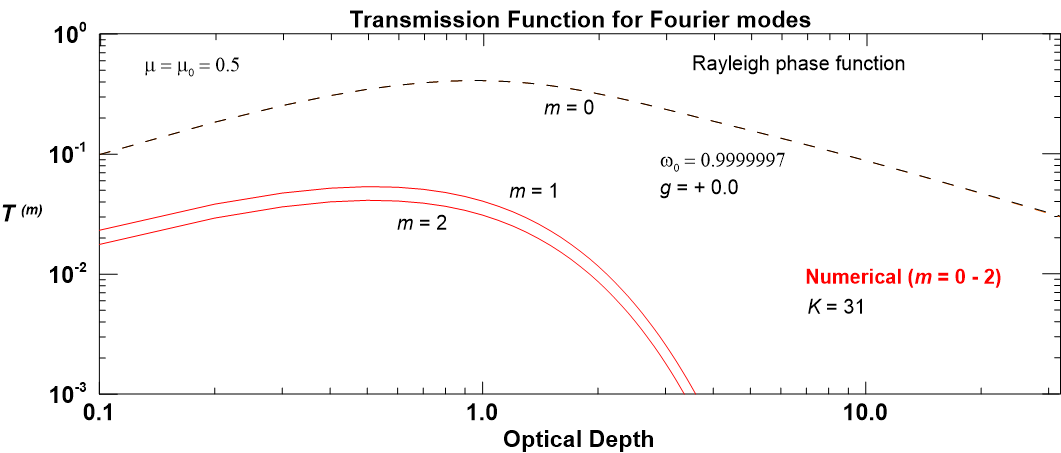 Transmission Function for Fourier modes
10⁰
μ = μ₀ = 0.5
Rayleigh phase function
m = 0
10⁻¹
ω₀ = 0.9999997
g = + 0.0
m = 1
T (m)
m = 2
10⁻²
Numerical (m = 0 - 2)
K = 31
10⁻³
0.1
1.0
10.0
Optical Depth